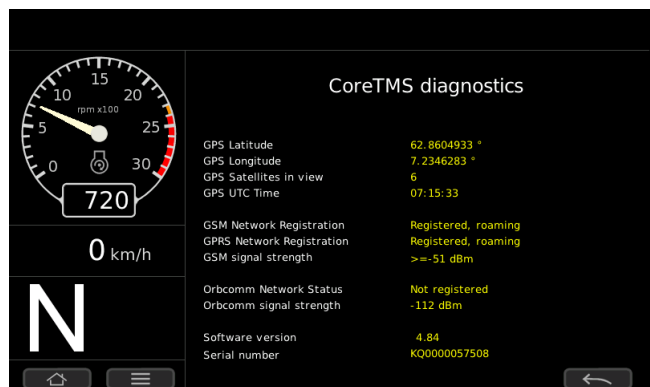 CoreTMS diagnostics
15
10
20
rpm x100
5
25
0
30
720
0 km/h
N
GPS Latitude 62.8604933 °
GPS Longitude 7.2346283 °
GPS Satellites in view 6
GPS UTC Time 07:15:33
GSM Network Registration Registered, roaming
GPRS Network Registration Registered, roaming
GSM signal strength >=-51 dBm
Orbcomm Network Status Not registered
Orbcomm signal strength -112 dBm
Software version 4.84
Serial number KQ0000057508